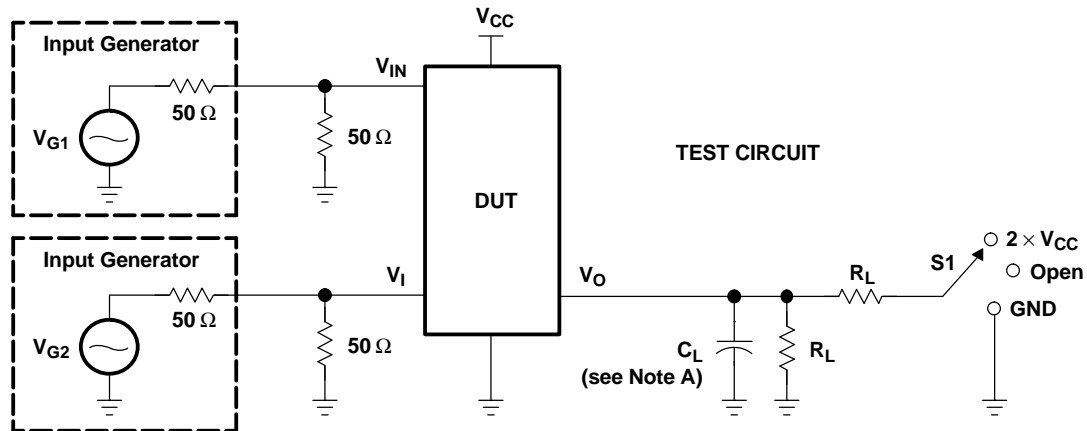 V_CC
Input Generator
V_IN
50 Ω
V_G1
50 Ω
TEST CIRCUIT
DUT
Input Generator
V_I
50 Ω
V_G2
50 Ω
V_O
R_L
S1
2 × V_CC
Open
GND
C_L
(see Note A)
R_L